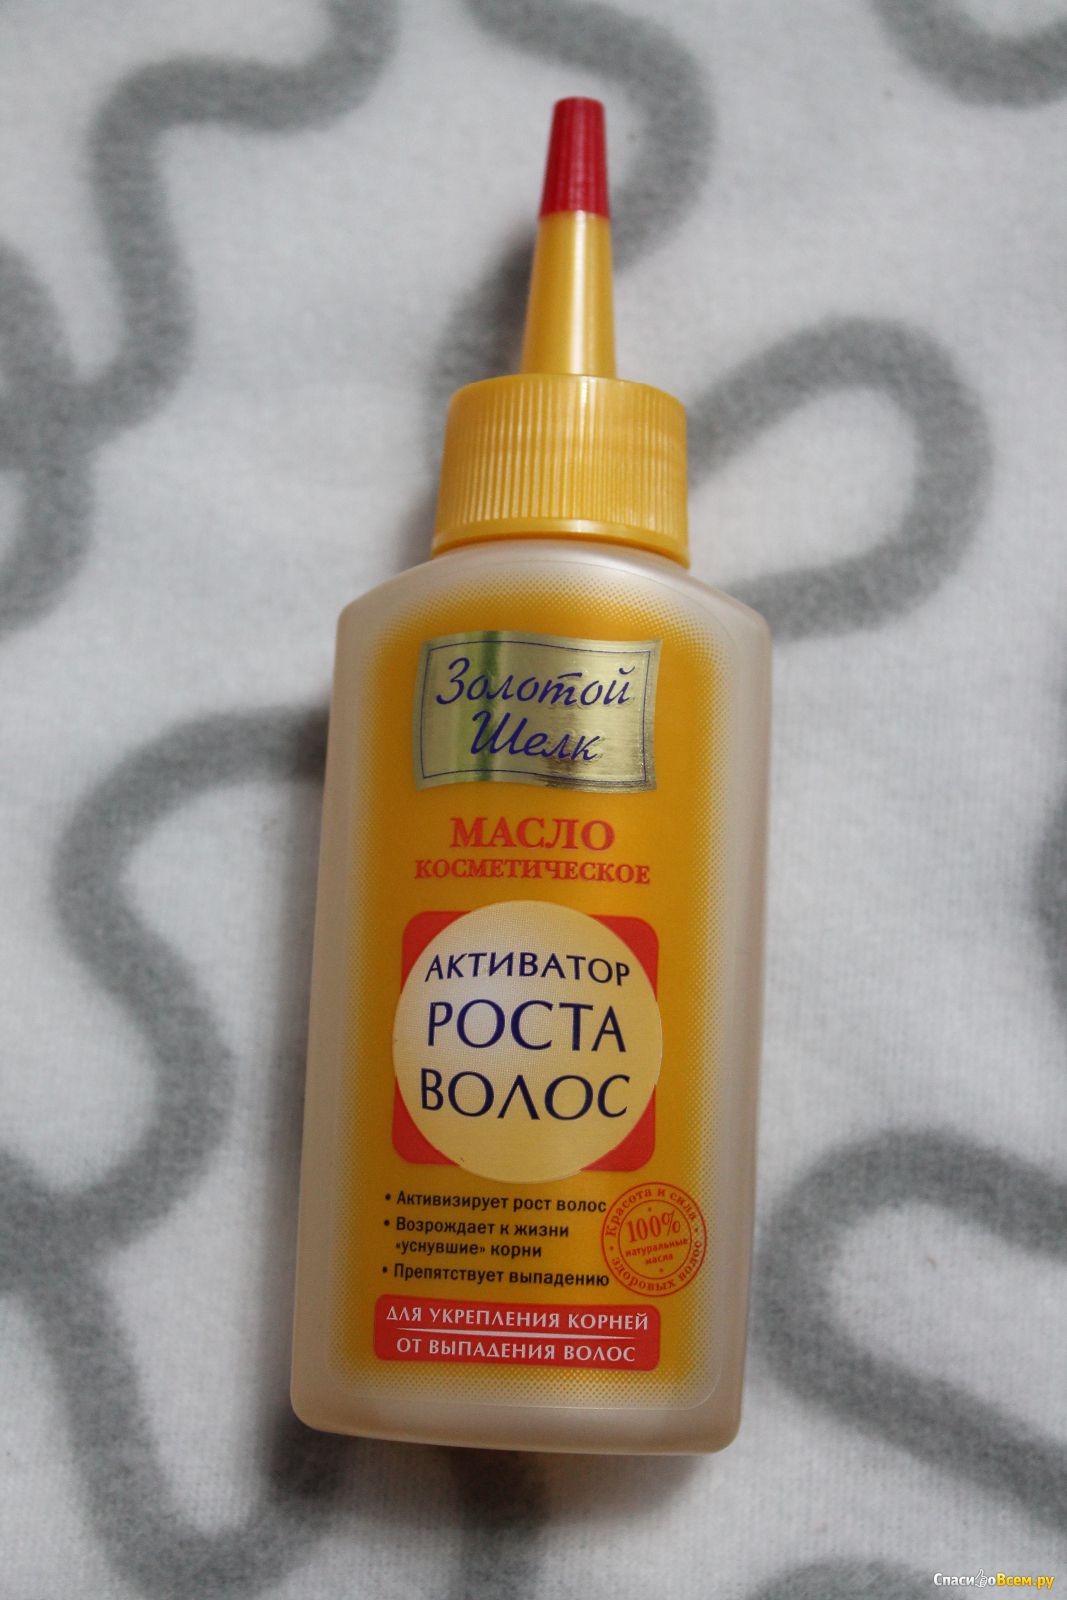 Золотой
Шелк
МАСЛО
КОСМЕТИЧЕСКОЕ
АКТИВАТОР
РОСТА
ВОЛОС
• Активизирует рост волос
• Возрождает к жизни
«уснувшие» корни
• Препятствует выпадению
• Красота и сила •
здоровых волос
100%
натуральные
масла
ДЛЯ УКРЕПЛЕНИЯ КОРНЕЙ
ОТ ВЫПАДЕНИЯ ВОЛОС
СпасибоВсем.ру